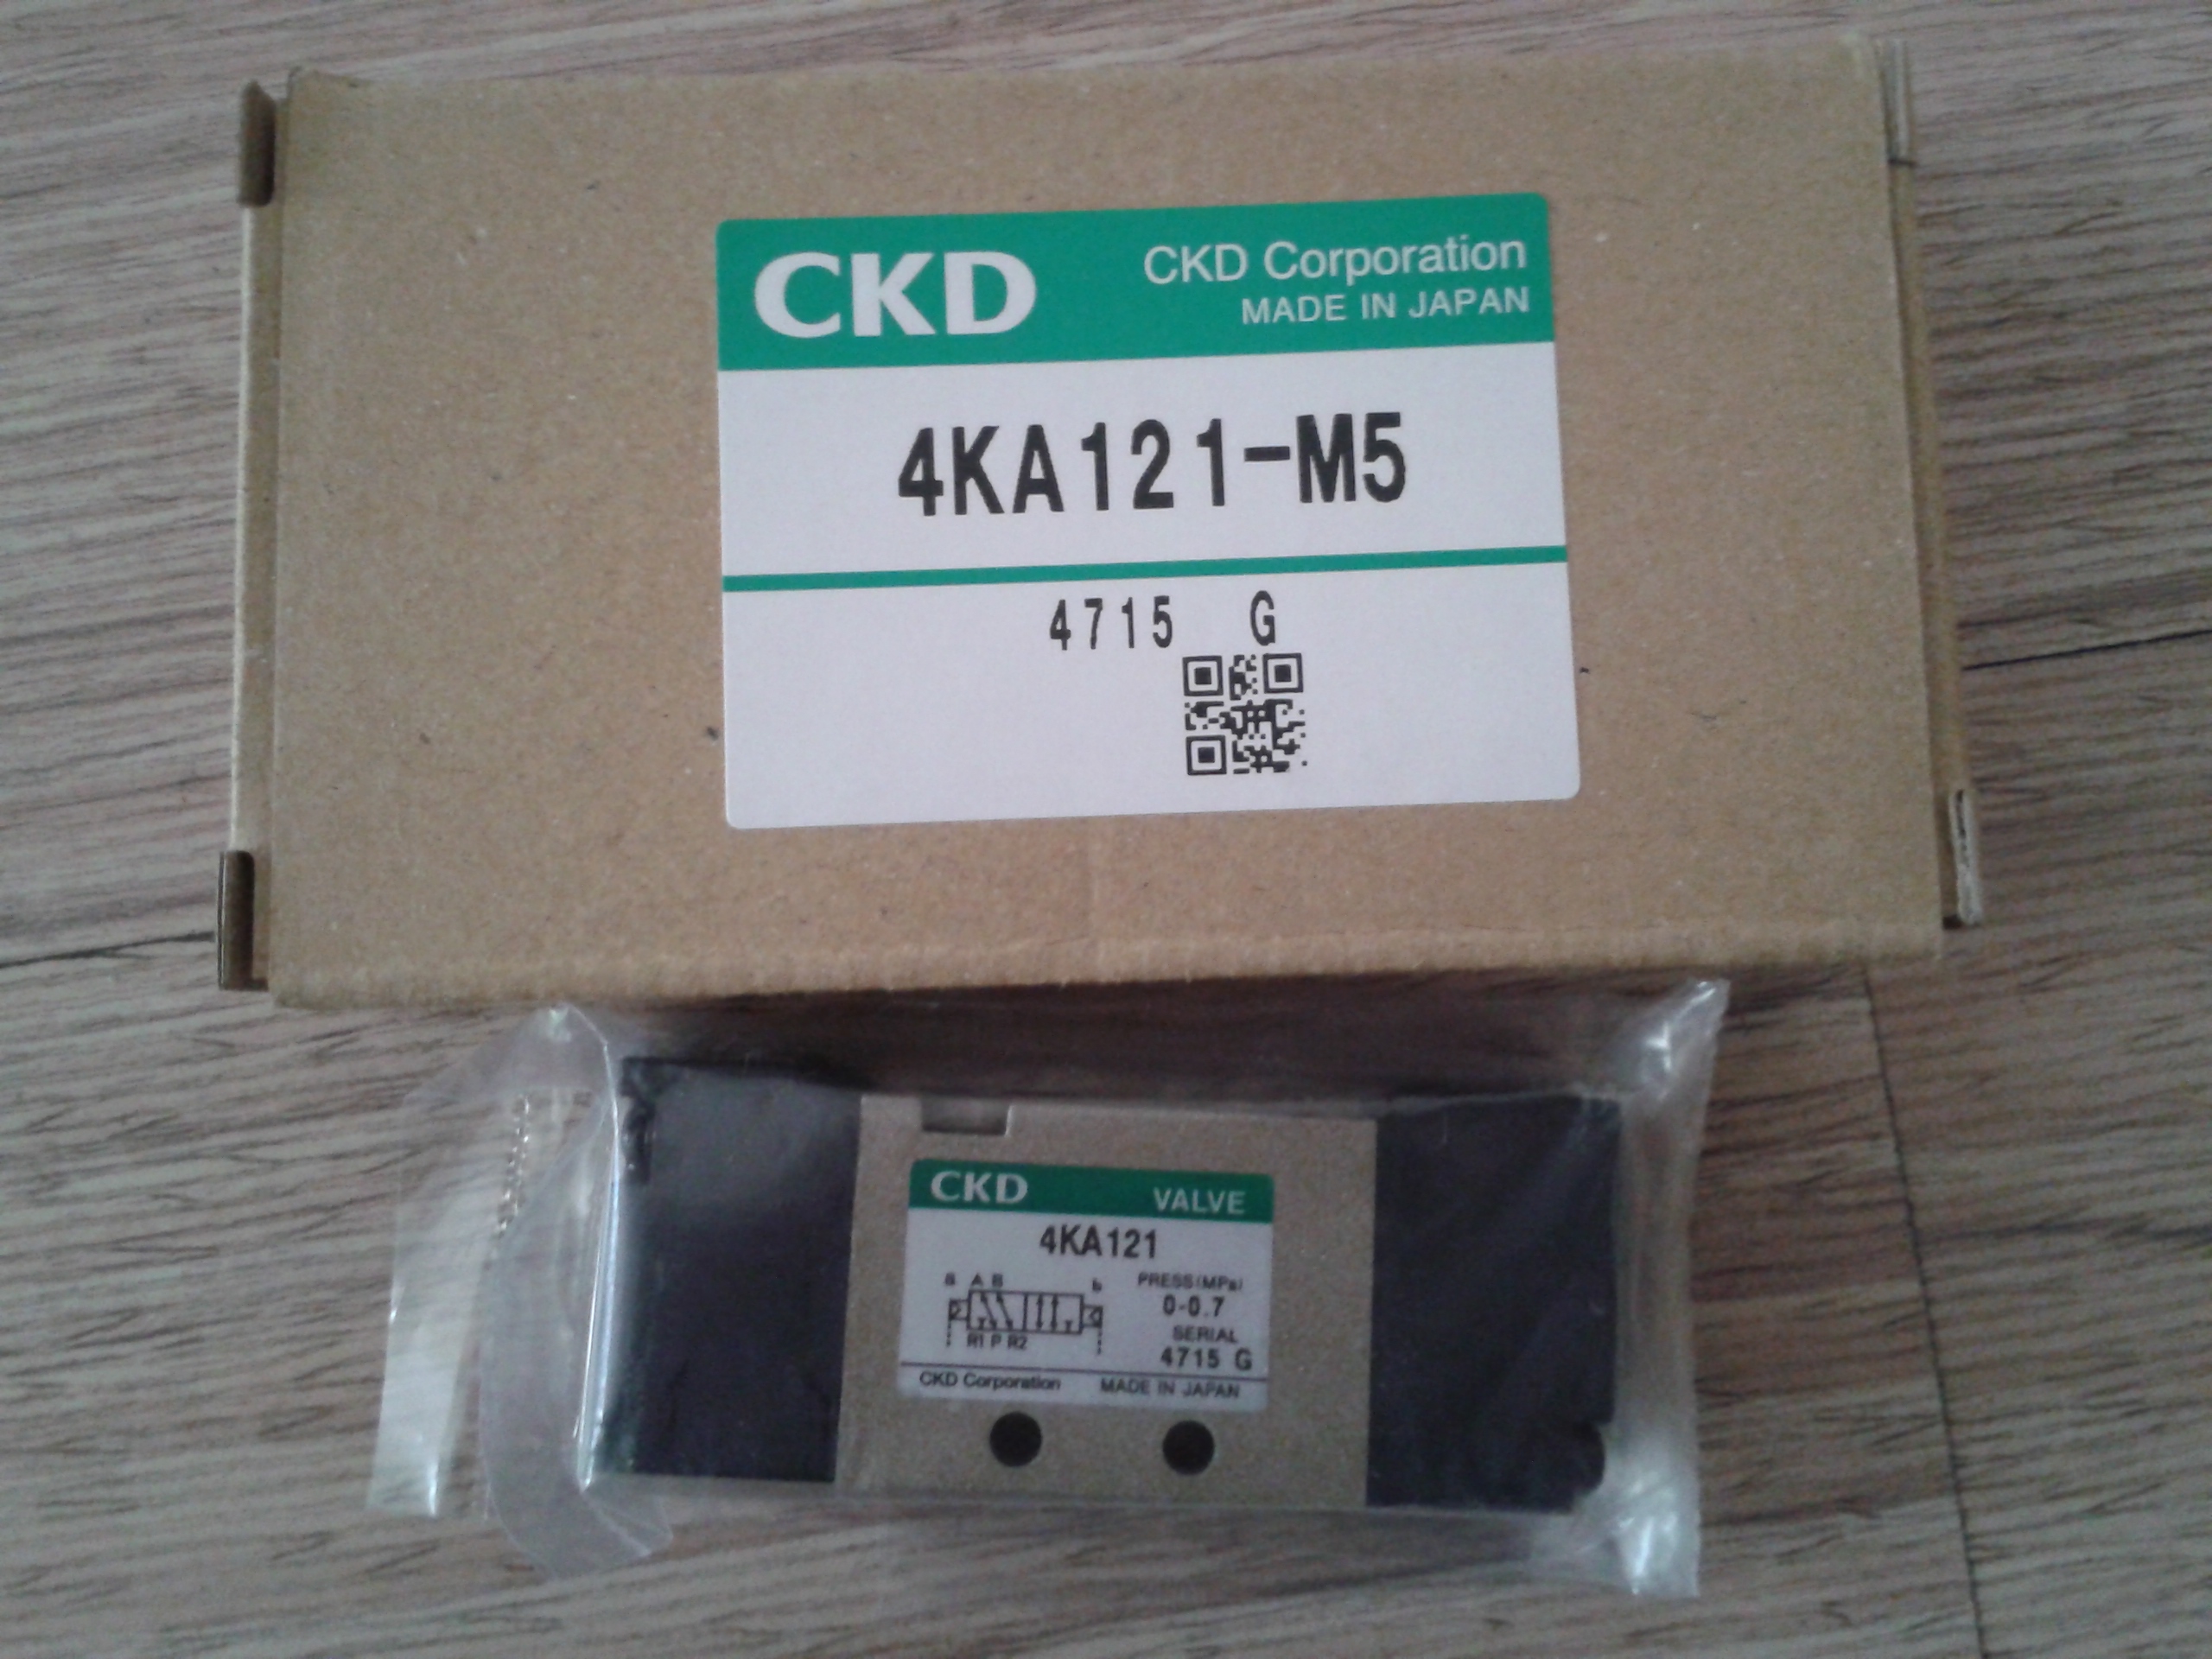 CKD CKD Corporation
MADE IN JAPAN
4KA121-M5
4715 G
CKD VALVE
4KA121
a A B b PRESS(MPa)
0-0.7
R1 P R2 SERIAL
4715 G
CKD Corporation MADE IN JAPAN